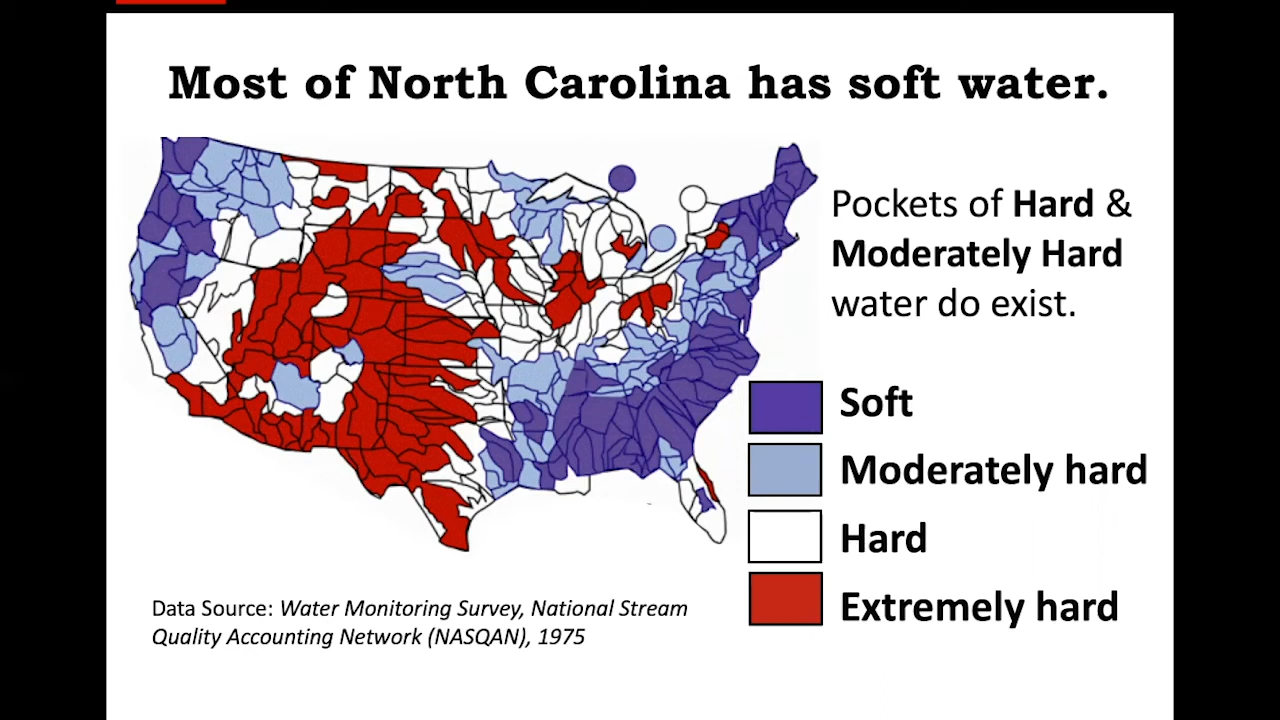 Most of North Carolina has soft water.
Pockets of Hard &
Moderately Hard
water do exist.
Soft
Moderately hard
Hard
Extremely hard
Data Source: Water Monitoring Survey, National Stream
Quality Accounting Network (NASQAN), 1975